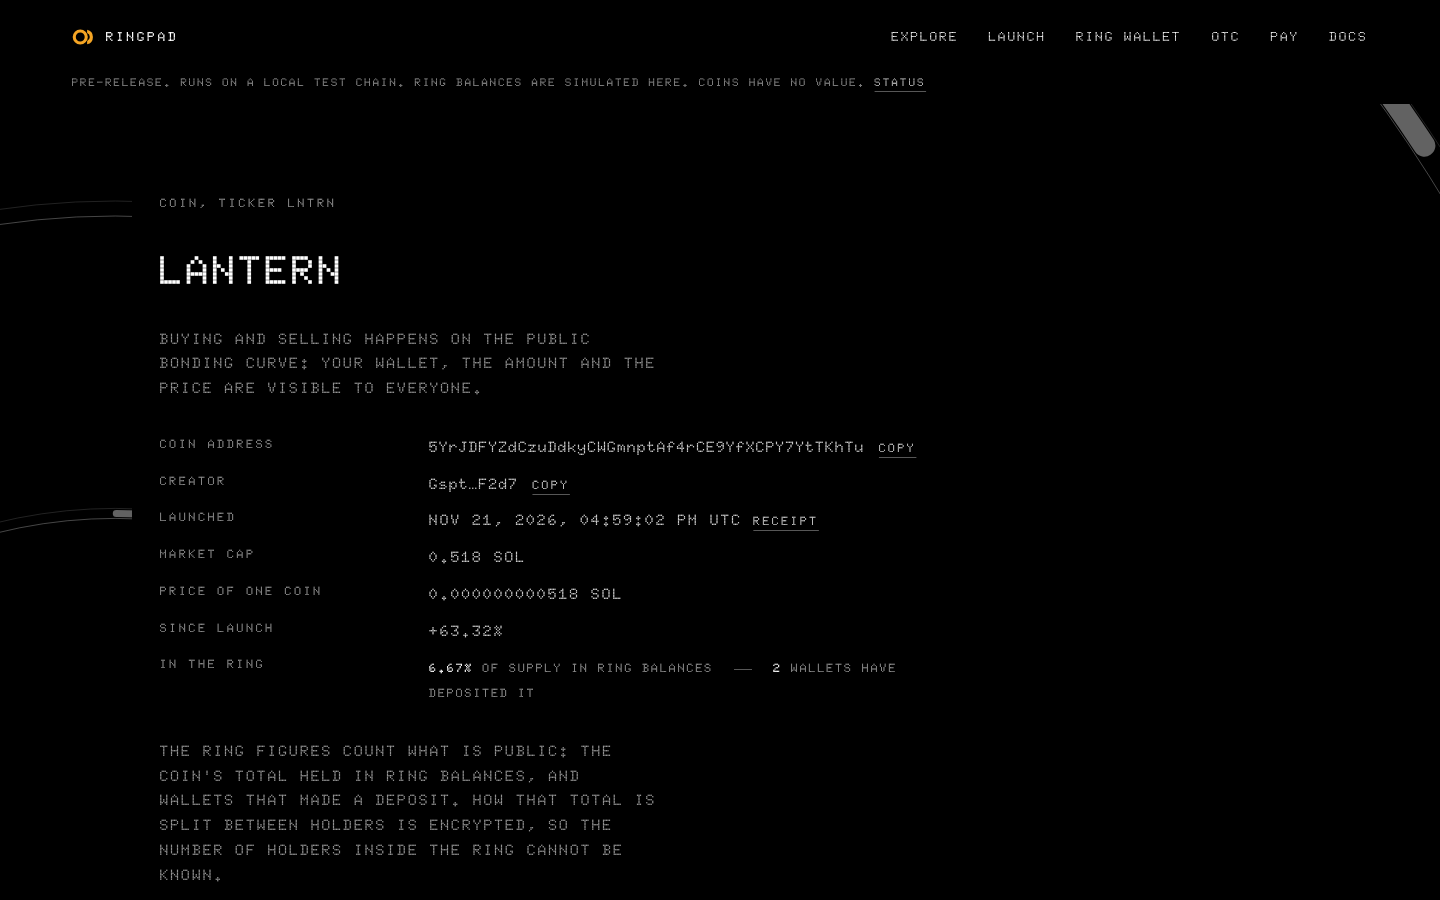 RINGPAD
EXPLORE LAUNCH RING WALLET OTC PAY DOCS
PRE-RELEASE. RUNS ON A LOCAL TEST CHAIN. RING BALANCES ARE SIMULATED HERE. COINS HAVE NO VALUE. STATUS
COIN, TICKER LNTRN
LANTERN
BUYING AND SELLING HAPPENS ON THE PUBLIC
BONDING CURVE: YOUR WALLET, THE AMOUNT AND THE
PRICE ARE VISIBLE TO EVERYONE.
COIN ADDRESS 5YrJDFYZdCzuDdkyCWGmnptAf4rCE9YfXCPY7YtTKhTu COPY
CREATOR Gspt…F2d7 COPY
LAUNCHED NOV 21, 2026, 04:59:02 PM UTC RECEIPT
MARKET CAP 0.518 SOL
PRICE OF ONE COIN 0.000000000518 SOL
SINCE LAUNCH +63.32%
IN THE RING 6.67% OF SUPPLY IN RING BALANCES — 2 WALLETS HAVE
DEPOSITED IT
THE RING FIGURES COUNT WHAT IS PUBLIC: THE
COIN'S TOTAL HELD IN RING BALANCES, AND
WALLETS THAT MADE A DEPOSIT. HOW THAT TOTAL IS
SPLIT BETWEEN HOLDERS IS ENCRYPTED, SO THE
NUMBER OF HOLDERS INSIDE THE RING CANNOT BE
KNOWN.